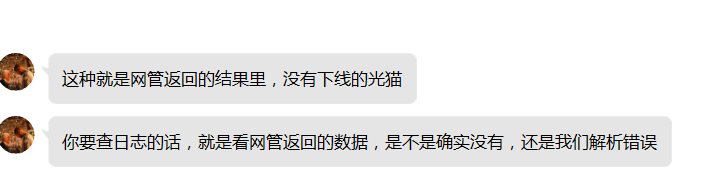 这种就是网管返回的结果里，没有下线的光猫
你要查日志的话，就是看网管返回的数据，是不是确实没有，还是我们解析错误